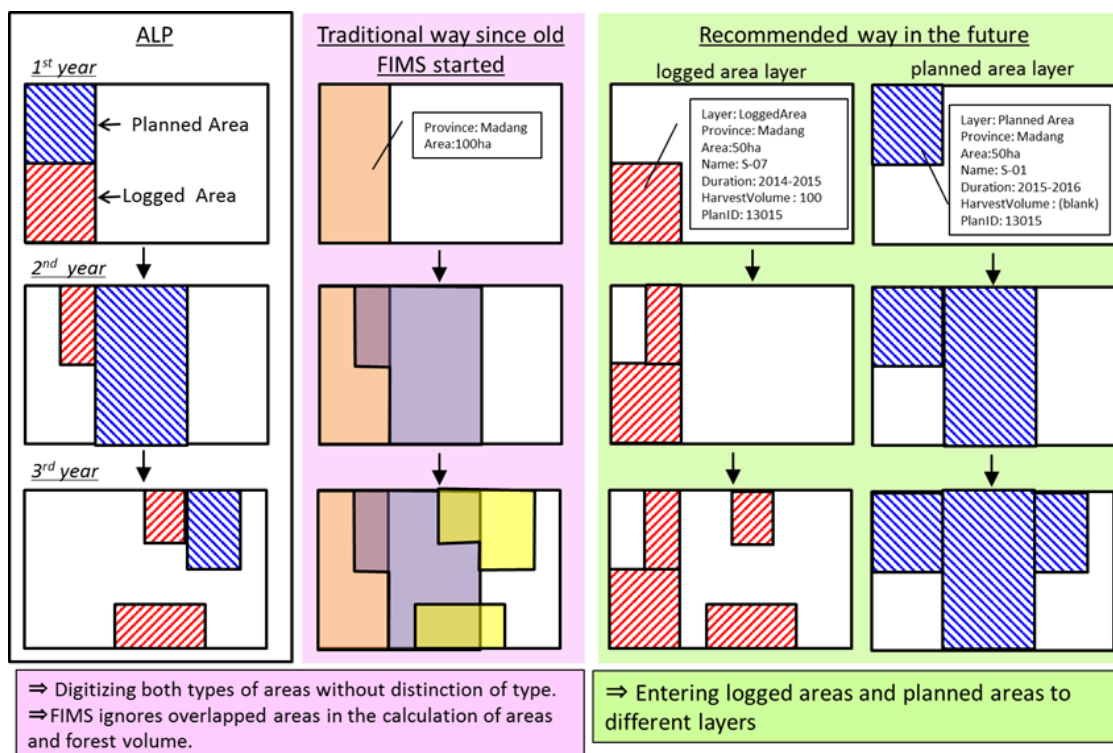 ALP
1st year
Planned Area
Logged Area
2nd year
3rd year
Traditional way since old
FIMS started
Province: Madang
Area:100ha
Recommended way in the future
logged area layer
planned area layer
Layer: LoggedArea
Province: Madang
Area:50ha
Name: S-07
Duration: 2014-2015
HarvestVolume : 100
PlanID: 13015
Layer: Planned Area
Province: Madang
Area:50ha
Name: S-01
Duration: 2015-2016
HarvestVolume : (blank)
PlanID: 13015
⇒ Digitizing both types of areas without distinction of type.
⇒FIMS ignores overlapped areas in the calculation of areas
and forest volume.
⇒ Entering logged areas and planned areas to
different layers